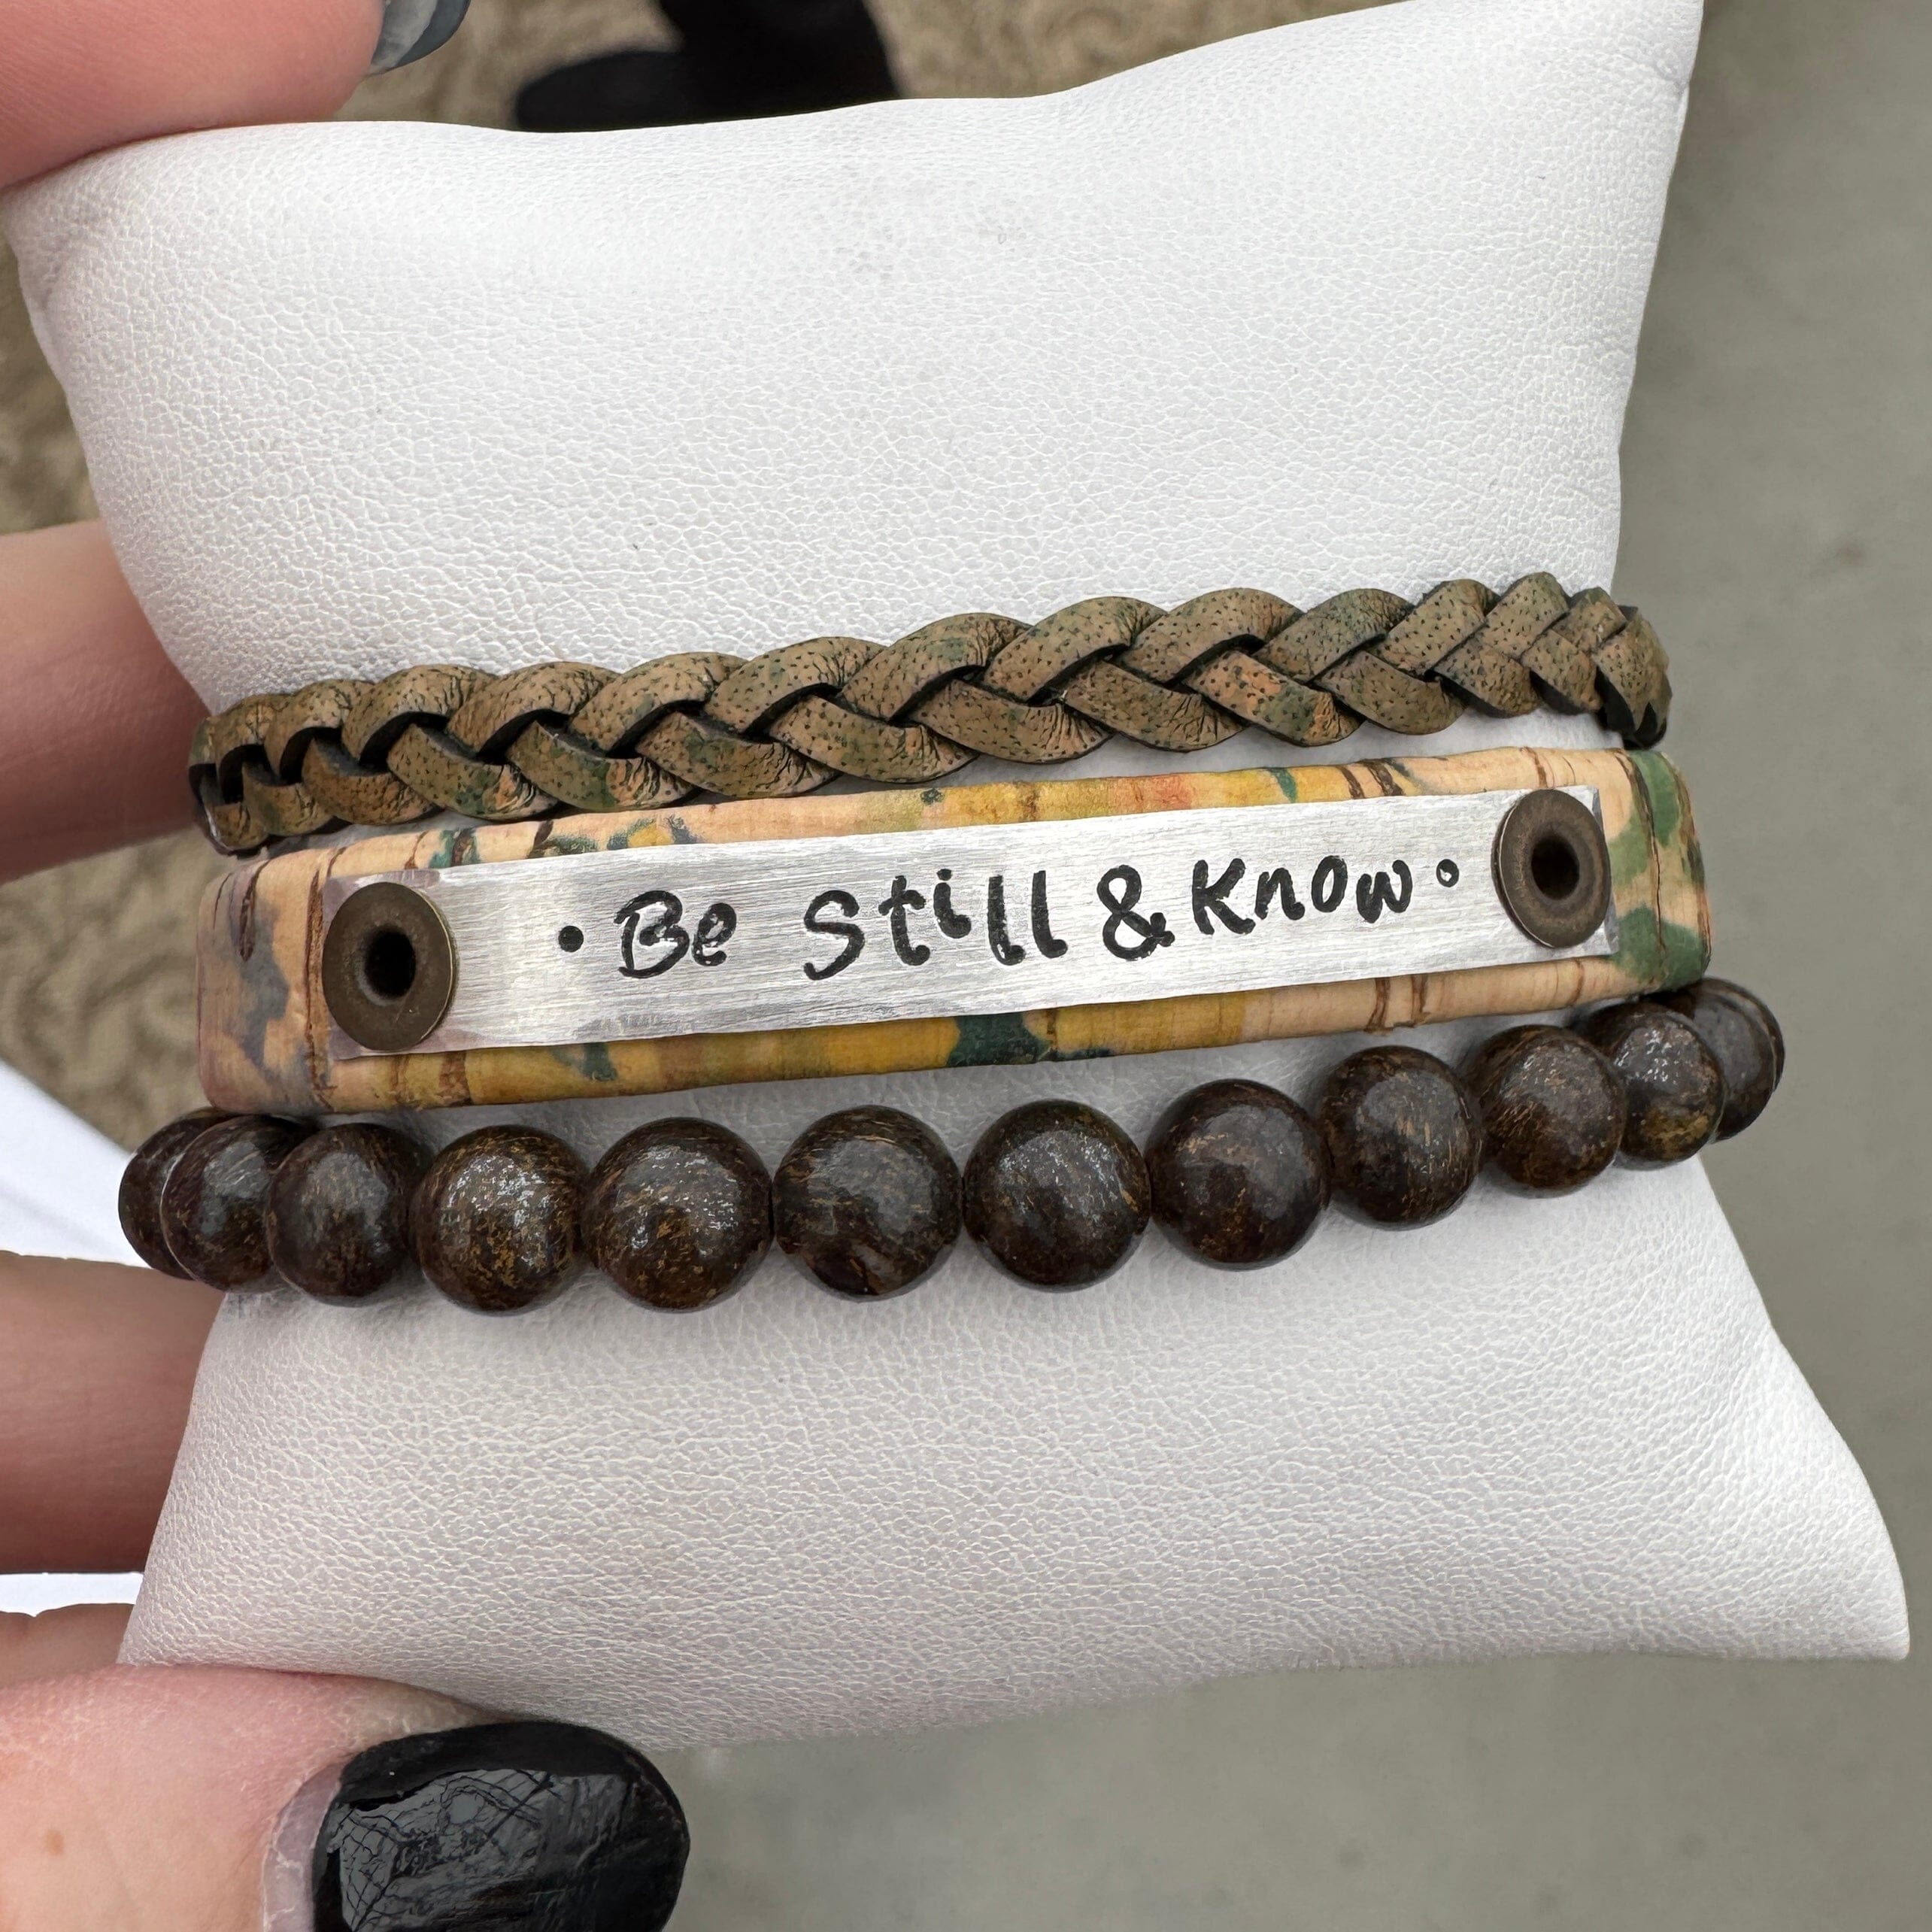 • Be Still & Know •